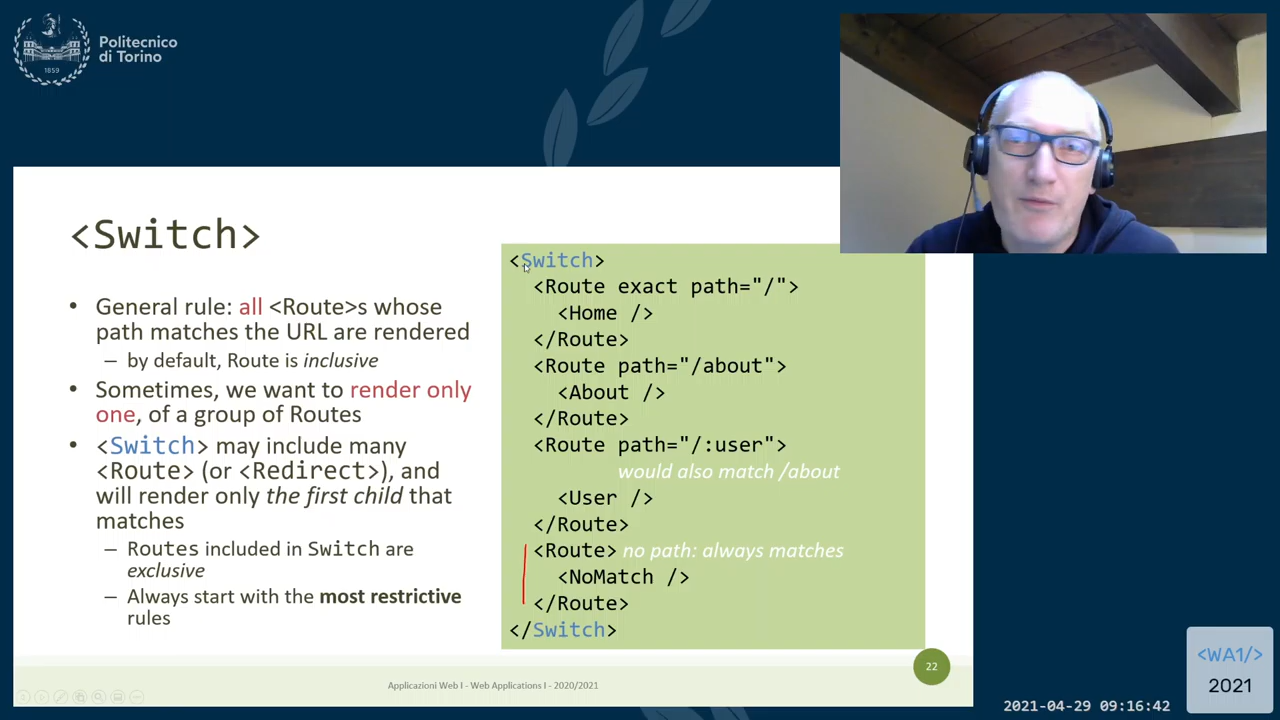 Politecnico
di Torino
1859
<Switch>
• General rule: all <Route>s whose
path matches the URL are rendered
– by default, Route is inclusive
• Sometimes, we want to render only
one, of a group of Routes
• <Switch> may include many
<Route> (or <Redirect>), and
will render only the first child that
matches
– Routes included in Switch are
exclusive
– Always start with the most restrictive
rules
<Switch>
<Route exact path="/">
<Home />
</Route>
<Route path="/about">
<About />
</Route>
<Route path="/:user">
would also match /about
<User />
</Route>
<Route> no path: always matches
<NoMatch />
</Route>
</Switch>
Applicazioni Web I - Web Applications I - 2020/2021
22
<WA1/>
2021
2021-04-29 09:16:42